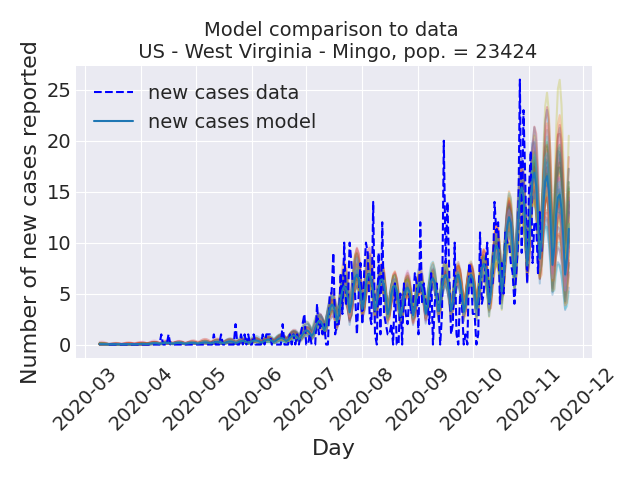 Model comparison to data
US - West Virginia - Mingo, pop. = 23424
Number of new cases reported
25
20
15
10
5
0
new cases data
new cases model
2020-03
2020-04
2020-05
2020-06
2020-07
2020-08
2020-09
2020-10
2020-11
2020-12
Day